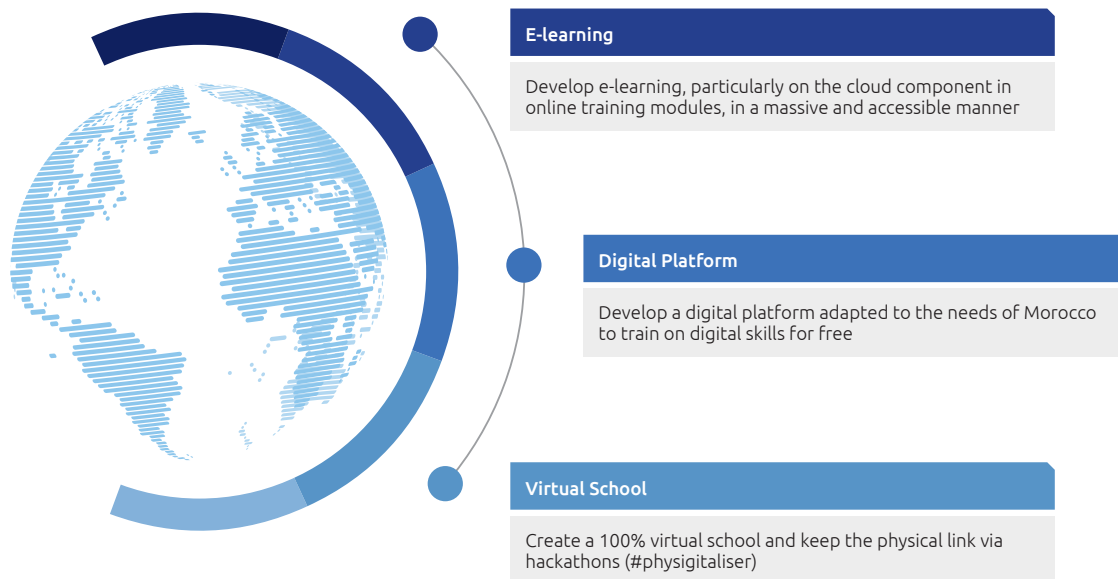 E-learning
Develop e-learning, particularly on the cloud component in
online training modules, in a massive and accessible manner
Digital Platform
Develop a digital platform adapted to the needs of Morocco
to train on digital skills for free
Virtual School
Create a 100% virtual school and keep the physical link via
hackathons (#physigitaliser)